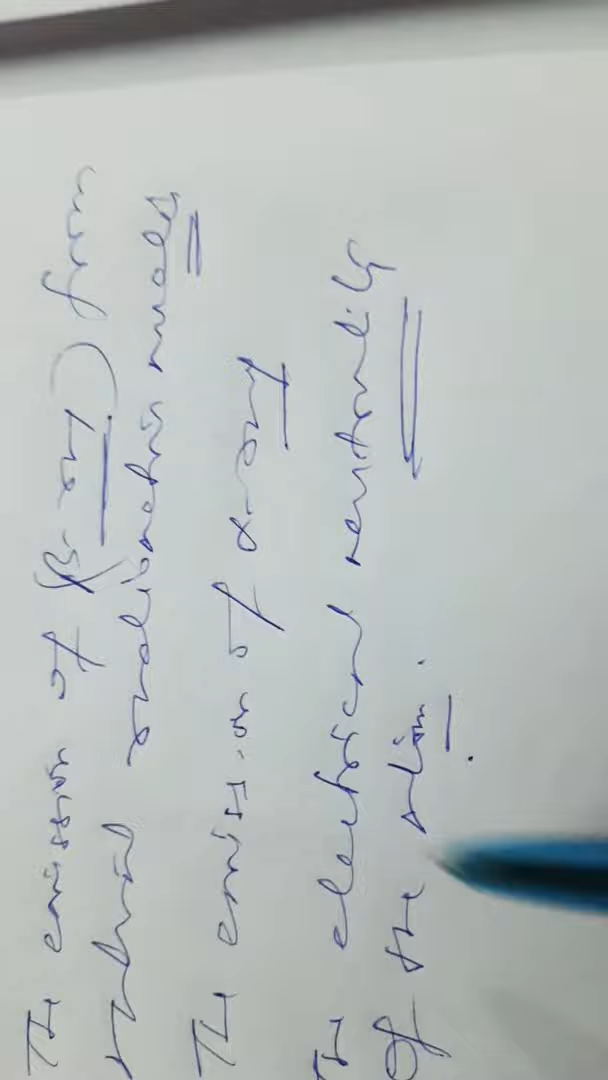 The emission of β-ray) from
natural radioactive nuclei
The emission of α-ray
The electrical neutrality
Of the atom.